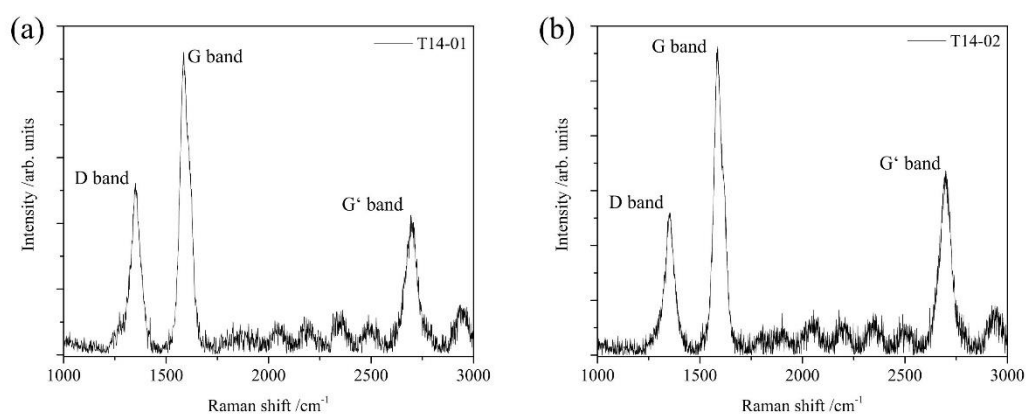 (a)
T14-01
G band
D band
G‘ band
Intensity /arb. units
1000
1500
2000
2500
3000
Raman shift /cm-1
(b)
T14-02
G band
G‘ band
D band
Intensity /arb. units
1000
1500
2000
2500
3000
Raman shift /cm-1